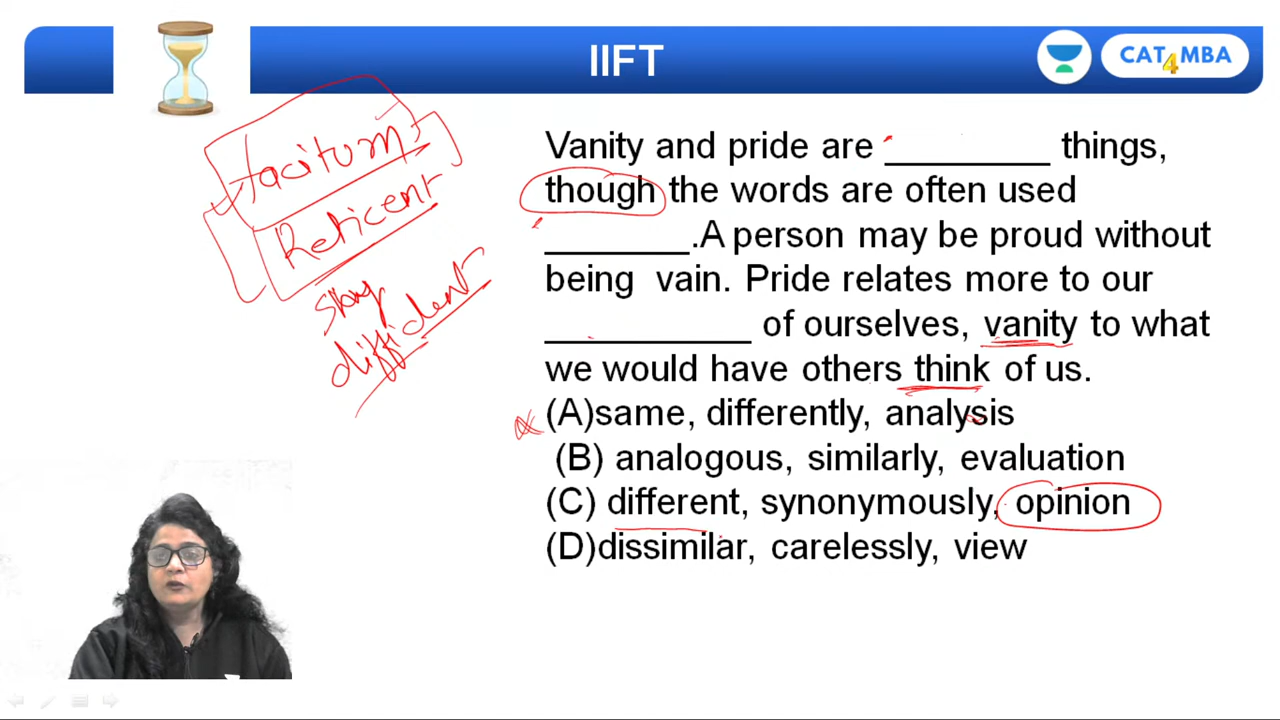 IIFT
CAT4MBA
taciturn
Reticent
shy
diffident
Vanity and pride are ________ things,
though the words are often used
_______.A person may be proud without
being vain. Pride relates more to our
__________ of ourselves, vanity to what
we would have others think of us.
(A)same, differently, analysis
(B) analogous, similarly, evaluation
(C) different, synonymously, opinion
(D)dissimilar, carelessly, view